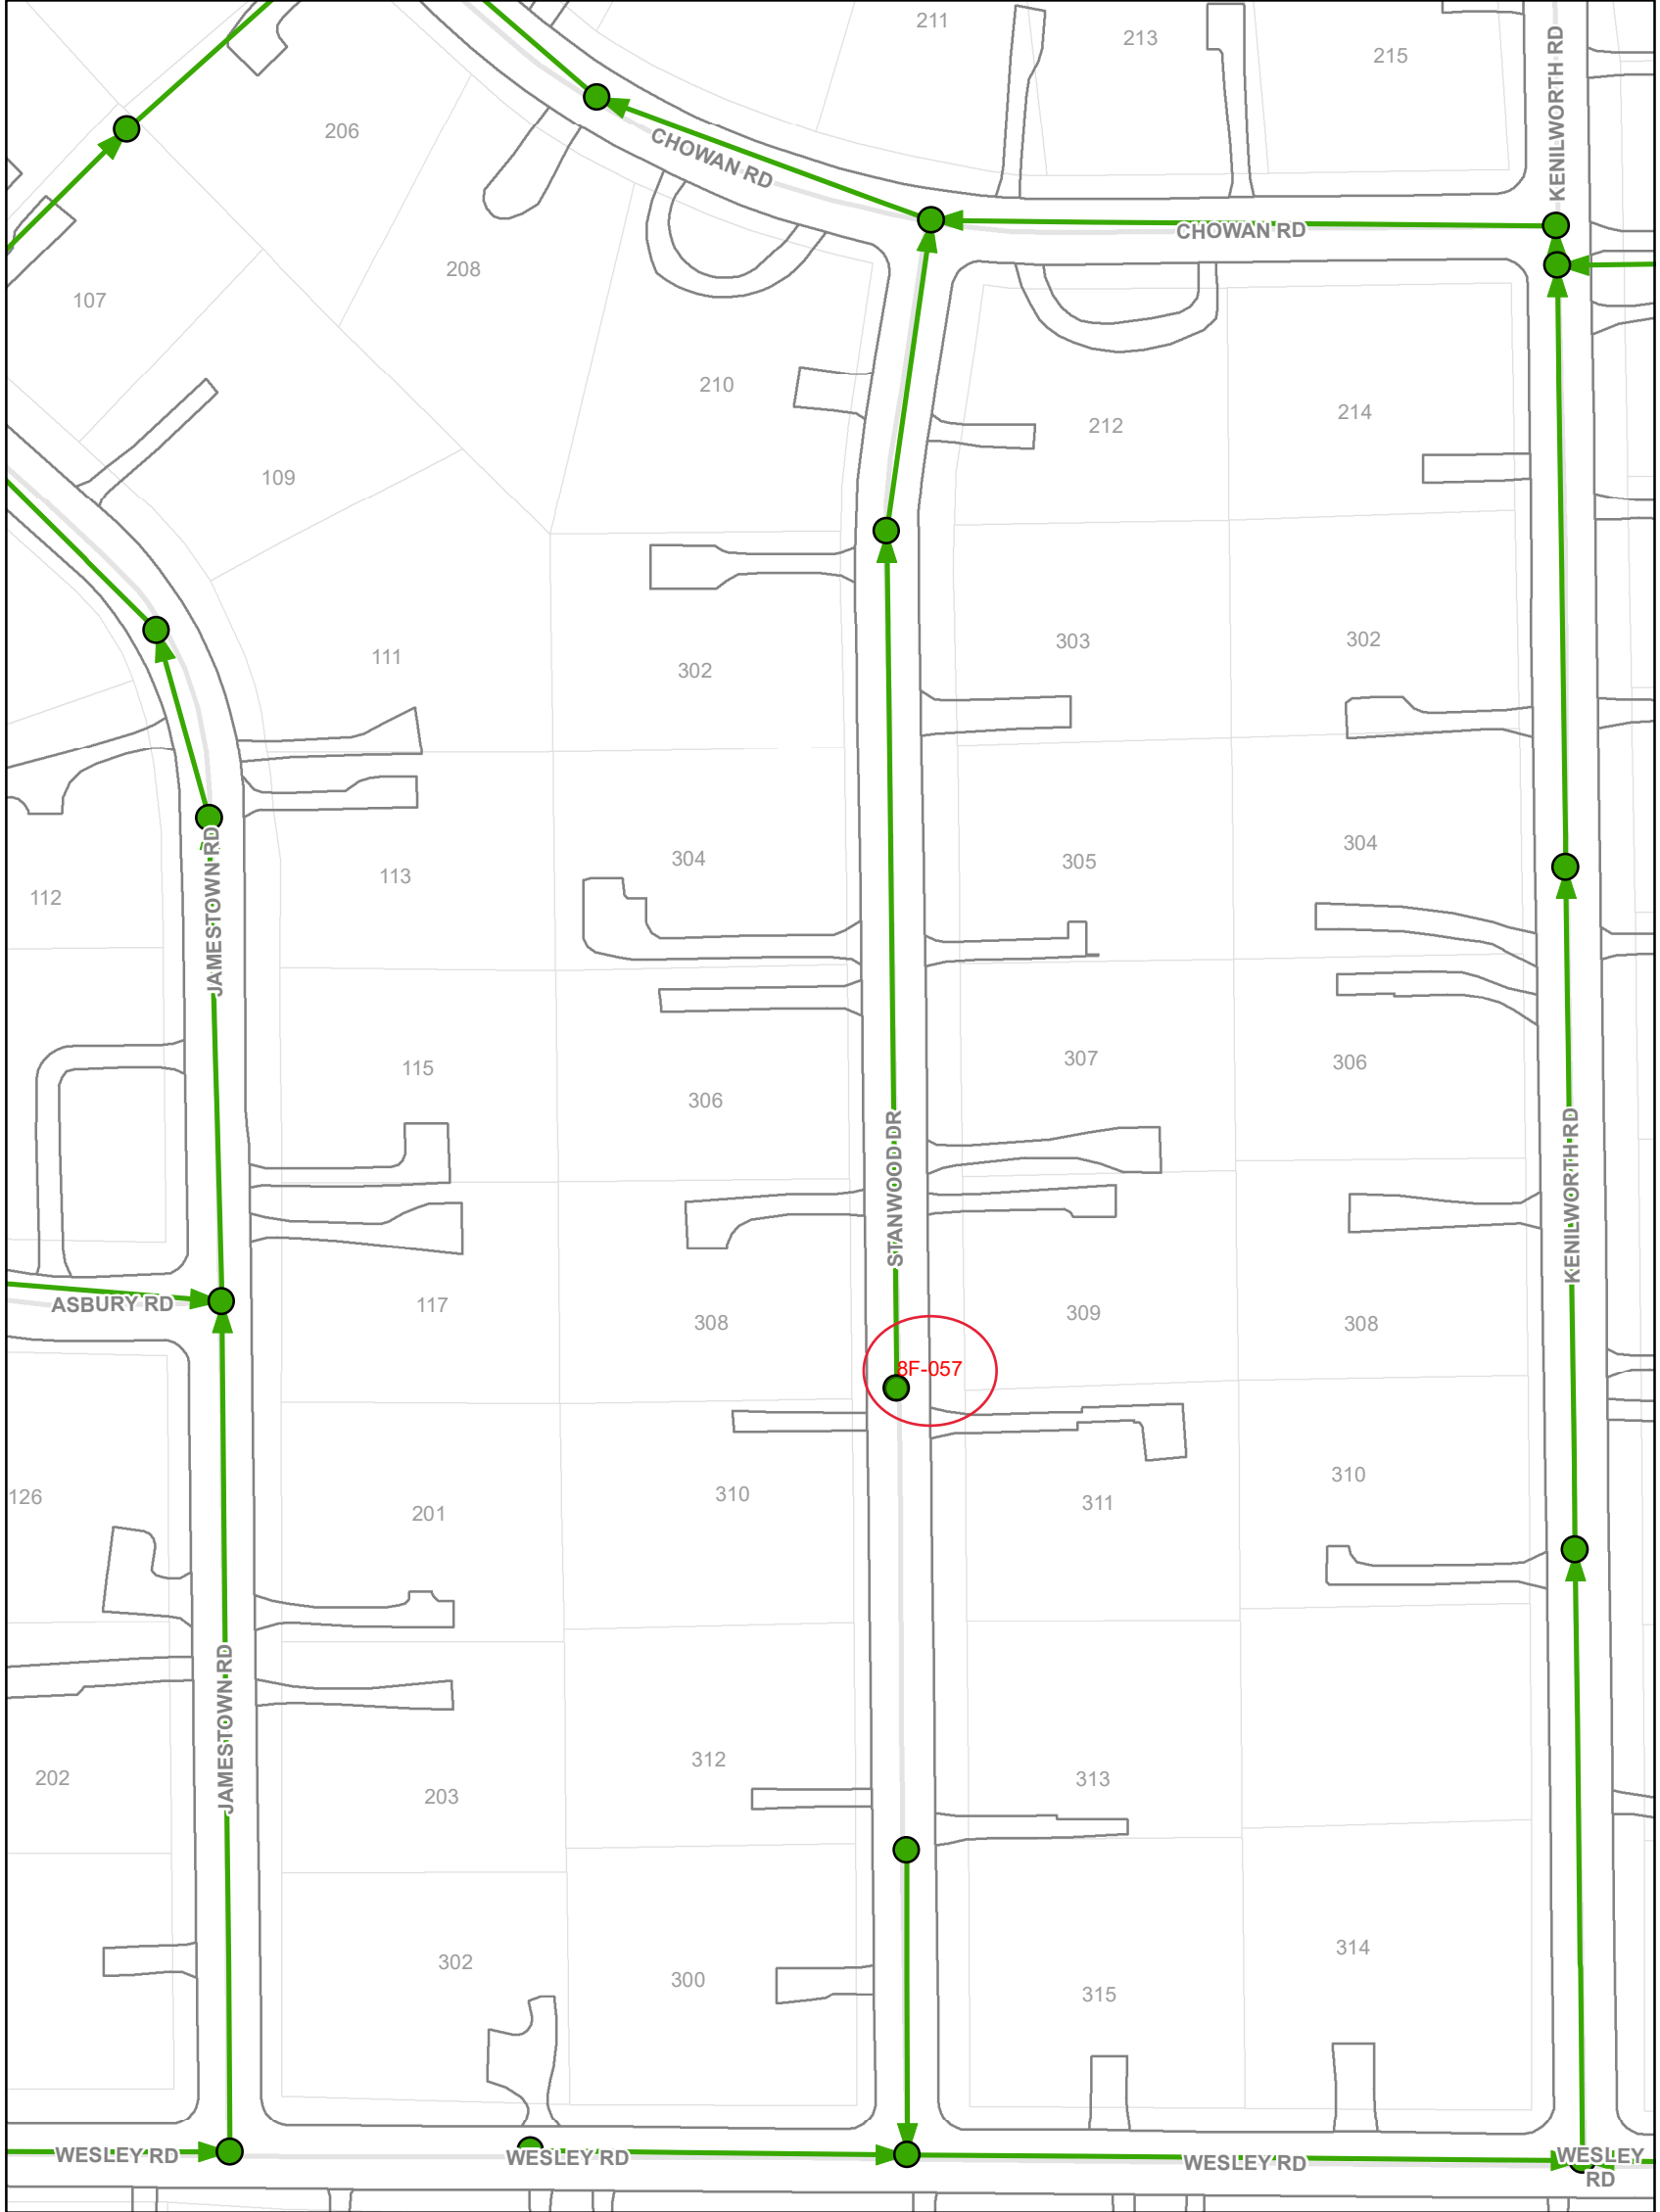 211
213
215
KENILWORTH RD
206
CHOWAN RD
CHOWAN RD
208
107
210
212
214
109
111
302
303
302
JAMESTOWN RD
112
113
304
305
304
115
306
307
306
STANWOOD DR
KENILWORTH RD
ASBURY RD
117
308
309
308
8F-057
126
201
310
311
310
JAMESTOWN RD
202
203
312
313
302
300
315
314
WESLEY RD
WESLEY RD
WESLEY RD
WESLEY
RD